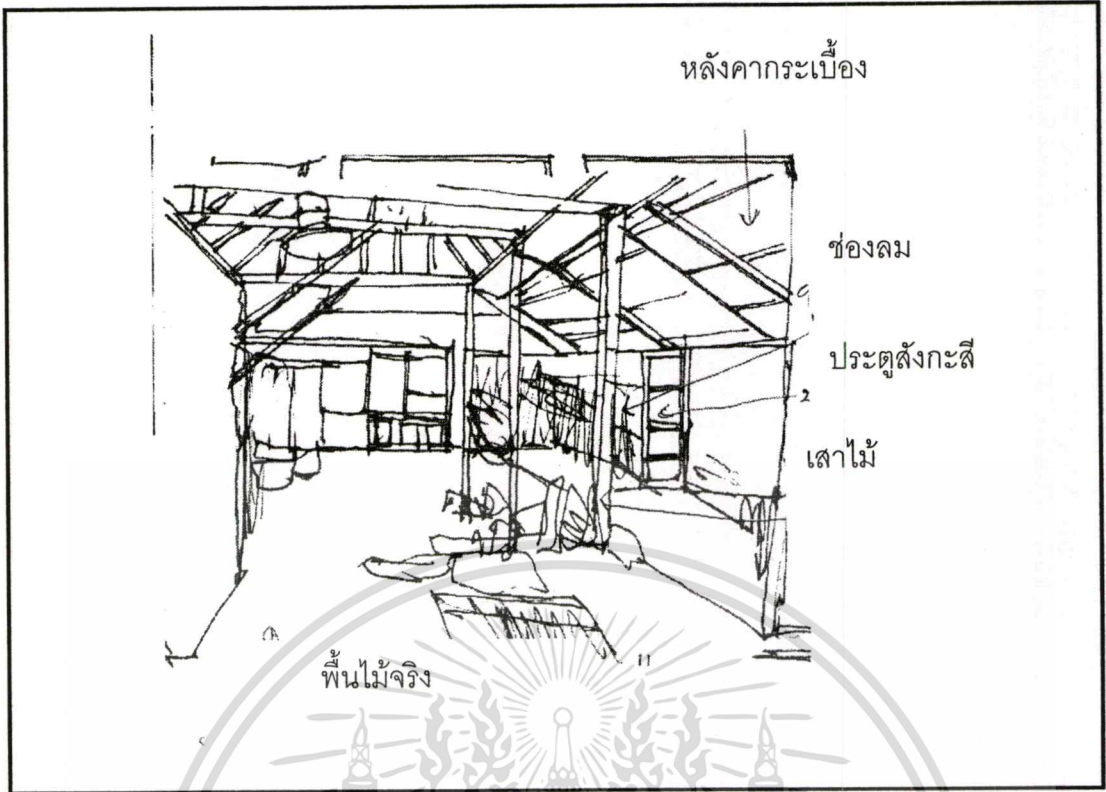 หลังคากระเบื้อง
ช่องลม
ประตูสังกะสี
เสาไม้
พื้นไม้จริง